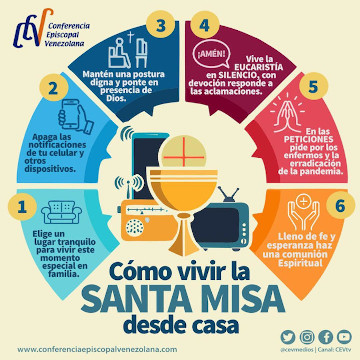 Conferencia
Episcopal
Venezolana
1
Elige un
lugar tranquilo
para vivir este
momento
especial en
familia.
2
Apaga las
notificaciones
de tu celular y
otros
dispositivos.
3
Mantén una postura
digna y ponte en
presencia de
Dios.
4
¡AMÉN!
Vive la
EUCARISTÍA
en SILENCIO, con
devoción responde a
las aclamaciones.
5
En las
PETICIONES
pide por los
enfermos y la
erradicación
de la pandemia.
6
Lleno de fe y
esperanza haz
una comunión
Espiritual
Cómo vivir la
SANTA MISA
desde casa
www.conferenciaepiscopalvenezolana.com
@cevmedios | Canal: CEVtv